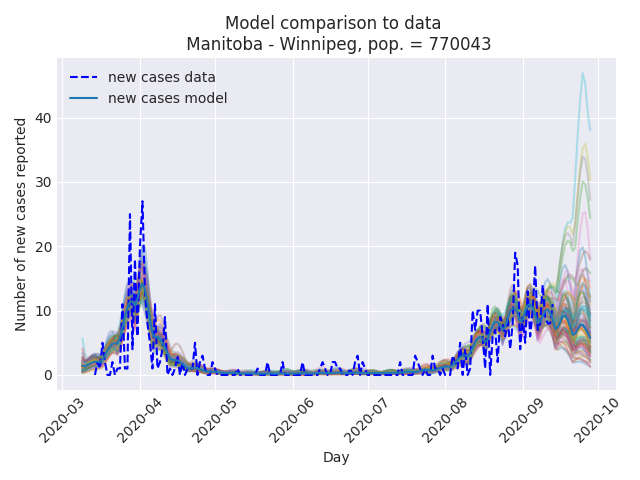 Model comparison to data
Manitoba - Winnipeg, pop. = 770043
new cases data
new cases model
Number of new cases reported
40
30
20
10
0
2020-03
2020-04
2020-05
2020-06
2020-07
2020-08
2020-09
2020-10
Day